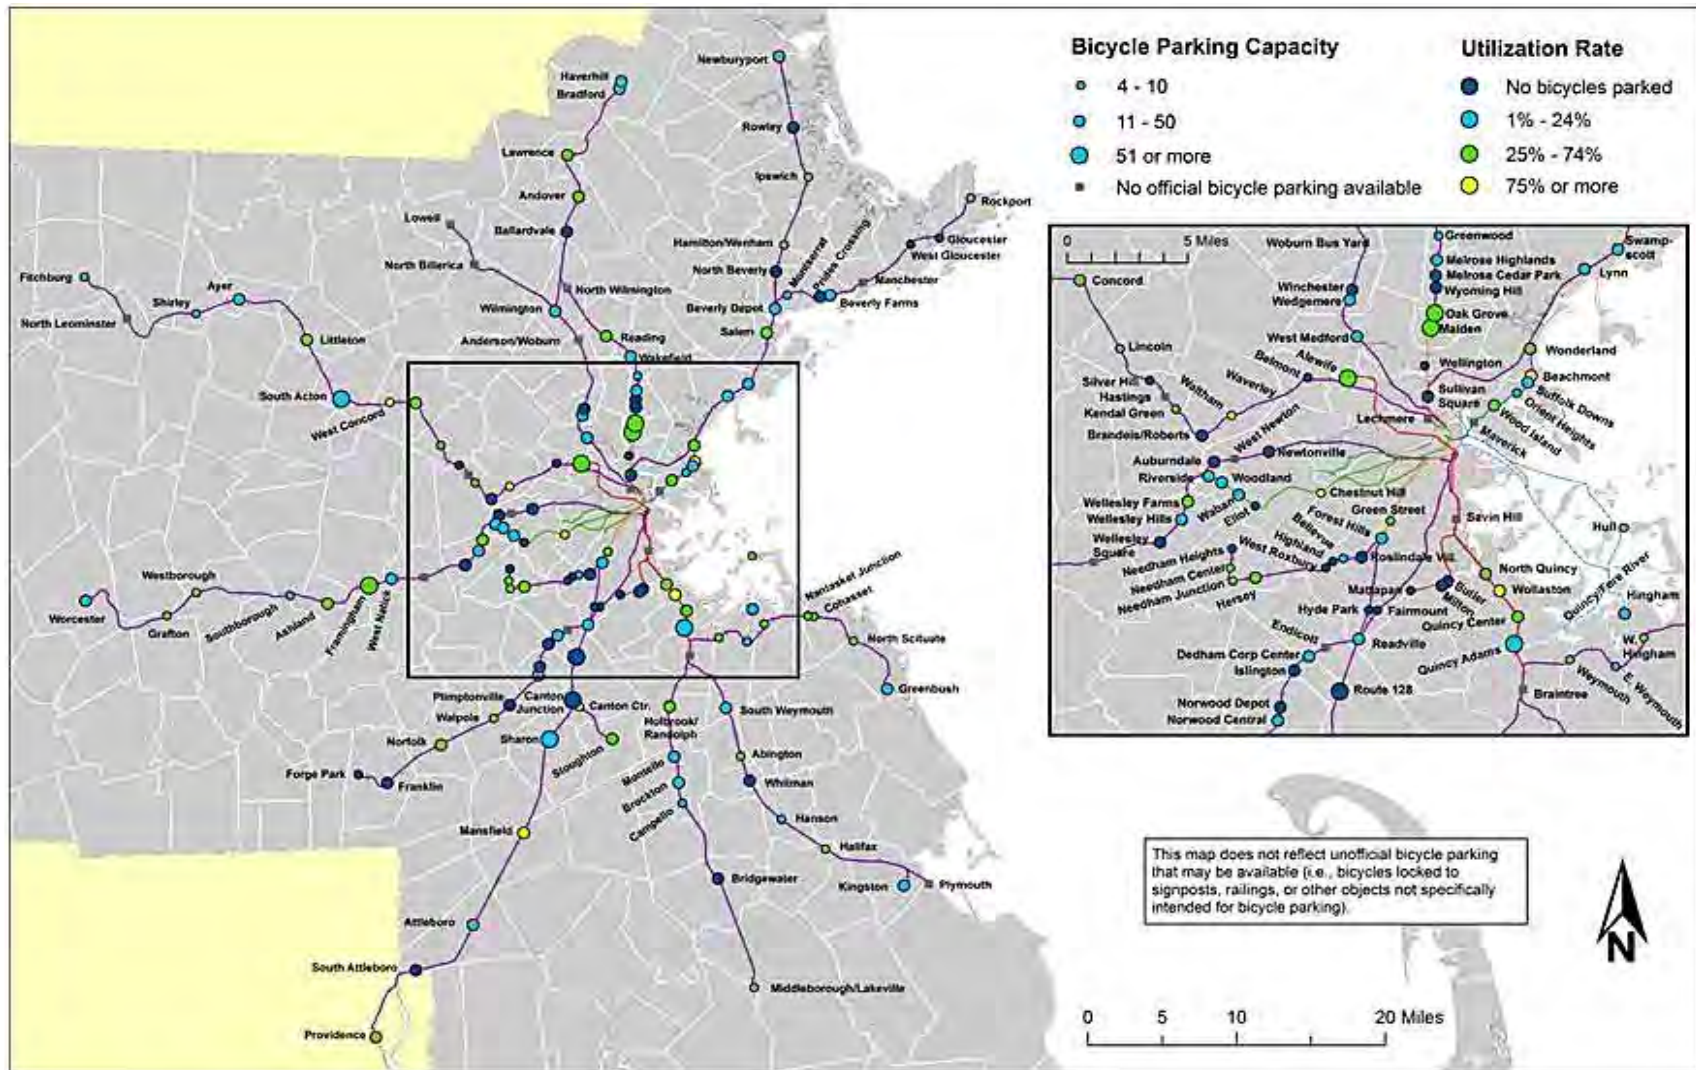 Bicycle Parking Capacity
4 - 10
11 - 50
51 or more
No official bicycle parking available
Utilization Rate
No bicycles parked
1% - 24%
25% - 74%
75% or more
Newburyport
Haverhill
Bradford
Rowley
Lawrence
Ipswich
Andover
Rockport
Lowell
Ballardvale
Hamilton/Wenham
Gloucester
West Gloucester
North Billerica
North Beverly
Montserrat
Prides Crossing
Manchester
Fitchburg
Ayer
Shirley
North Wilmington
Beverly Depot
Beverly Farms
Wilmington
North Leominster
Littleton
Anderson/Woburn
Reading
Salem
Wakefield
South Acton
West Concord
Westborough
Worcester
Grafton
Southborough
Ashland
Framingham
West Natick
Nantasket Junction
Cohasset
North Scituate
Greenbush
Plimptonville
Canton
Junction
Canton Ctr.
Walpole
Norfolk
Sharon
Stoughton
Holbrook/
Randolph
South Weymouth
Forge Park
Franklin
Montello
Abington
Brockton
Whitman
Campello
Hanson
Mansfield
Halifax
Bridgewater
Kingston
Plymouth
Attleboro
South Attleboro
Middleborough/Lakeville
Providence
0
5 Miles
Woburn Bus Yard
Greenwood
Swamp-
scott
Melrose Highlands
Lynn
Concord
Melrose Cedar Park
Winchester
Wyoming Hill
Wedgemere
Oak Grove
Malden
West Medford
Lincoln
Wonderland
Alewife
Belmont
Wellington
Beachmont
Silver Hill
Hastings
Waverley
Waltham
Sullivan
Square
Suffolk Downs
Kendal Green
Orient Heights
Lechmere
Wood Island
Brandeis/Roberts
West Newton
Maverick
Newtonville
Auburndale
Riverside
Woodland
Wellesley Farms
Waban
Chestnut Hill
Wellesley Hills
Eliot
Green Street
Forest Hills
Savin Hill
Hull
Wellesley
Square
Bellevue
Highland
Roslindale Vill.
West Roxbury
Needham Heights
Needham Center
Needham Junction
Hersey
North Quincy
Mattapan
Butler
Milton
Wollaston
Quincy/Fore River
Hingham
Hyde Park
Fairmount
Quincy Center
Endicott
Readville
W.
Hingham
Dedham Corp Center
Quincy Adams
Islington
Weymouth
E. Weymouth
Route 128
Braintree
Norwood Depot
Norwood Central
This map does not reflect unofficial bicycle parking
that may be available (i.e., bicycles locked to
signposts, railings, or other objects not specifically
intended for bicycle parking).
N
0
5
10
20 Miles